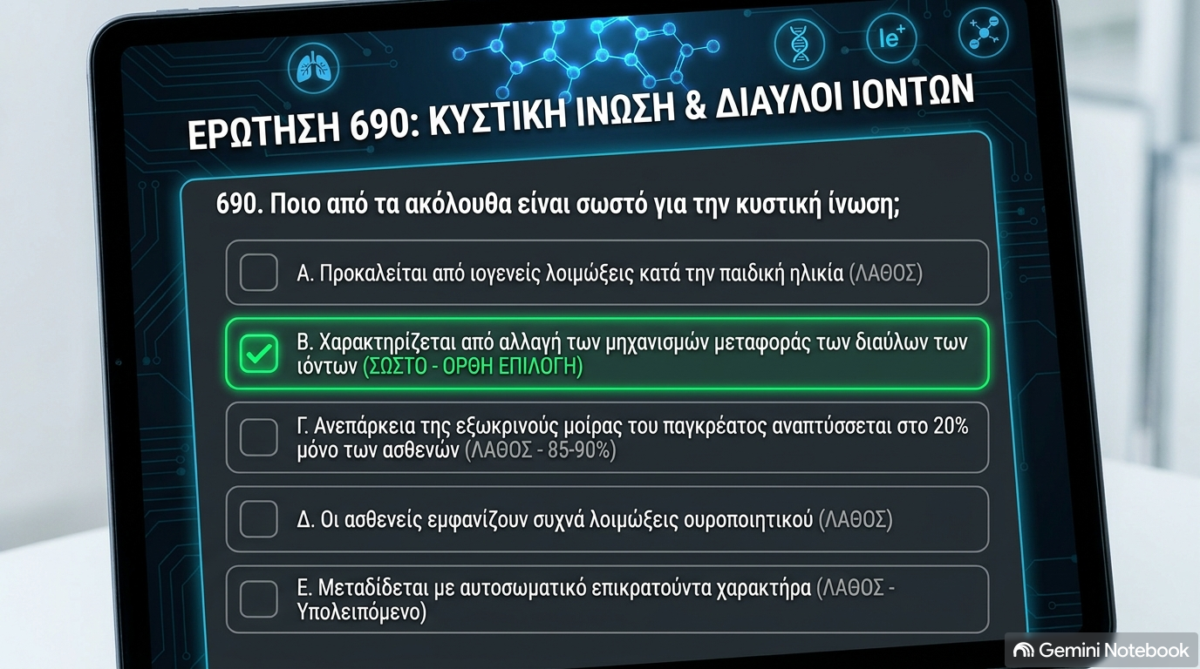 Ie+
ΕΡΩΤΗΣΗ 690: ΚΥΣΤΙΚΗ ΙΝΩΣΗ & ΔΙΑΥΛΟΙ ΙΟΝΤΩΝ
690. Ποιο από τα ακόλουθα είναι σωστό για την κυστική ίνωση;
Α. Προκαλείται από ιογενείς λοιμώξεις κατά την παιδική ηλικία (ΛΑΘΟΣ)
Β. Χαρακτηρίζεται από αλλαγή των μηχανισμών μεταφοράς των διαύλων των
ιόντων (ΣΩΣΤΟ - ΟΡΘΗ ΕΠΙΛΟΓΗ)
Γ. Ανεπάρκεια της εξωκρινούς μοίρας του παγκρέατος αναπτύσσεται στο 20%
μόνο των ασθενών (ΛΑΘΟΣ - 85-90%)
Δ. Οι ασθενείς εμφανίζουν συχνά λοιμώξεις ουροποιητικού (ΛΑΘΟΣ)
Ε. Μεταδίδεται με αυτοσωματικό επικρατούντα χαρακτήρα (ΛΑΘΟΣ -
Υπολειπόμενο)
Gemini Notebook